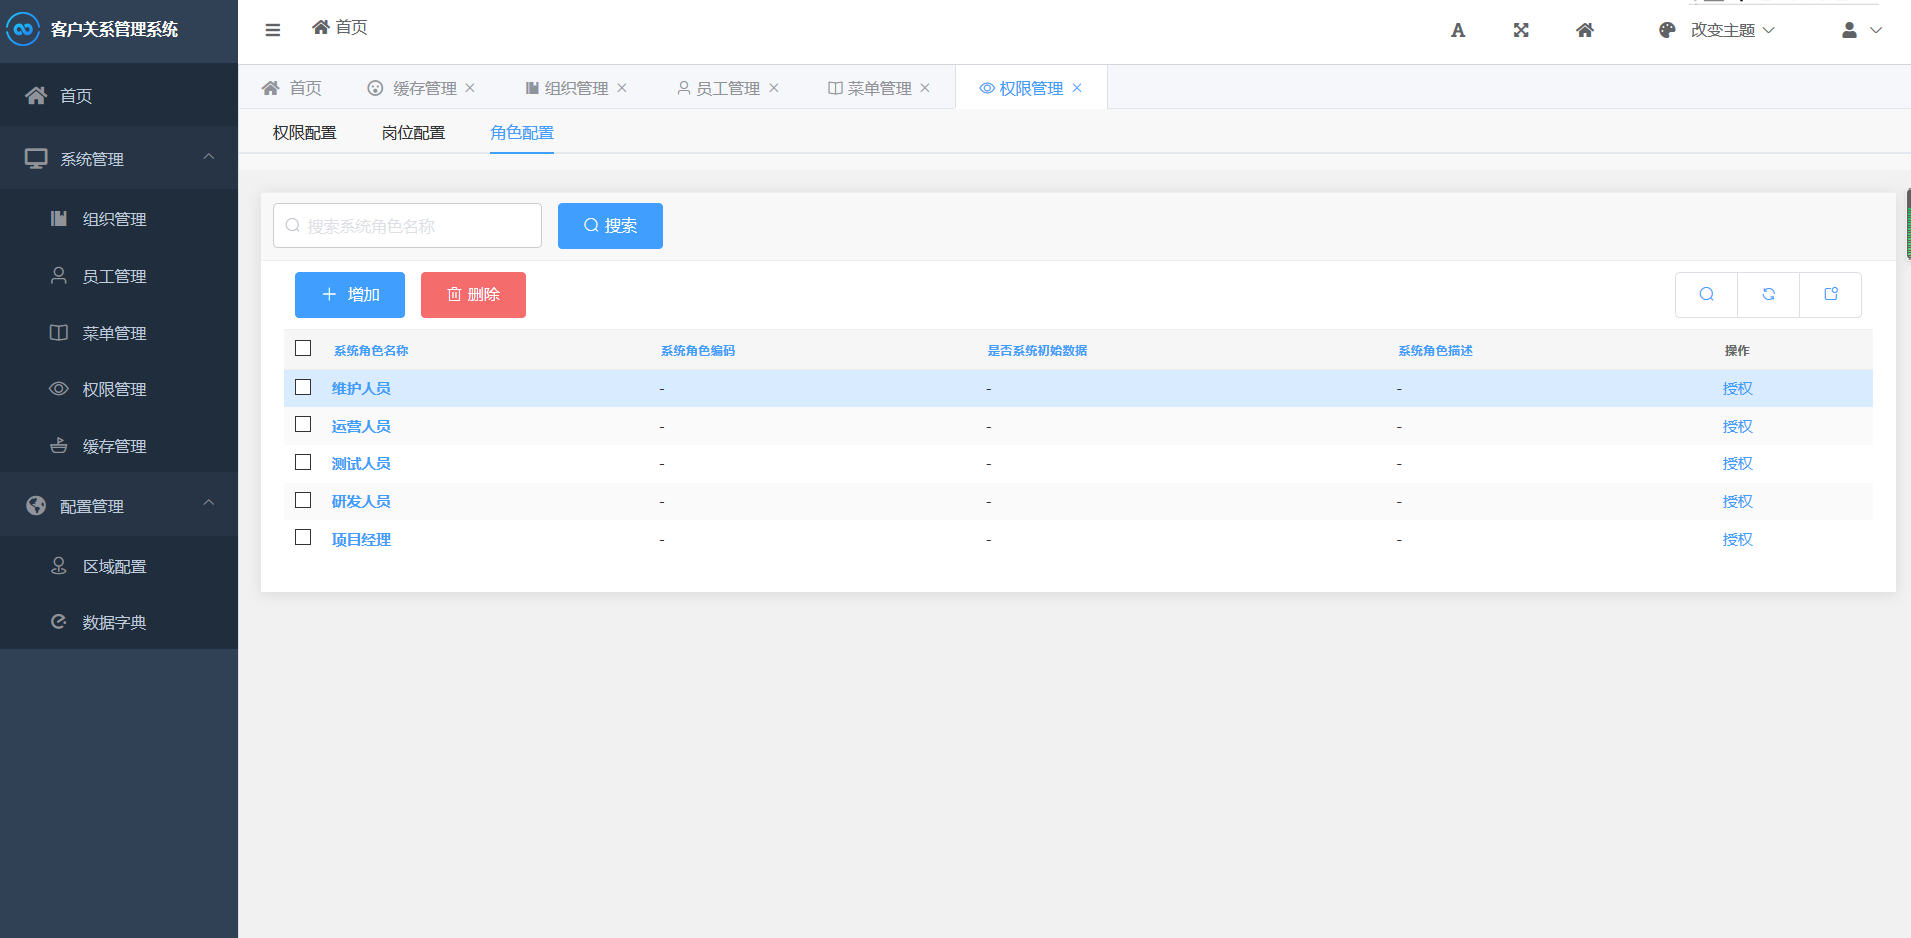 客户关系管理系统
首页
改变主题
首页
系统管理
组织管理
员工管理
菜单管理
权限管理
缓存管理
配置管理
区域配置
数据字典
首页 缓存管理 组织管理 员工管理 菜单管理 权限管理
权限配置 岗位配置 角色配置
搜索系统角色名称 搜索
增加 删除
系统角色名称 系统角色编码 是否系统初始数据 系统角色描述 操作
维护人员 - - - 授权
运营人员 - - - 授权
测试人员 - - - 授权
研发人员 - - - 授权
项目经理 - - - 授权